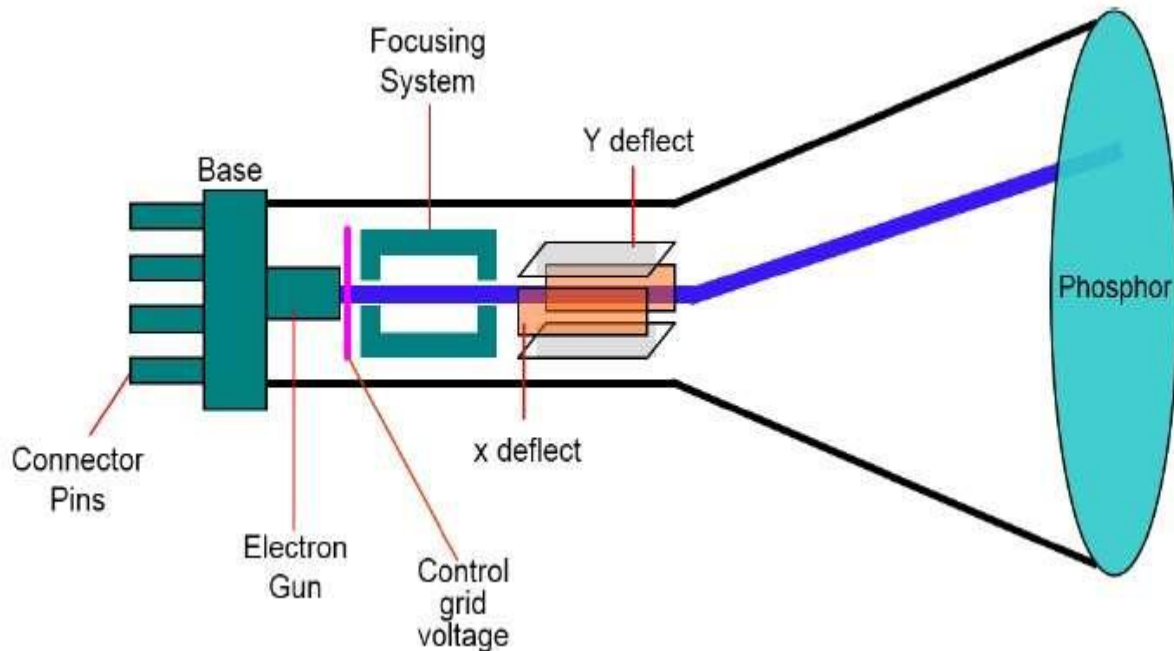 Focusing
System
Y deflect
Base
Phosphor
x deflect
Connector
Pins
Electron
Gun
Control
grid
voltage